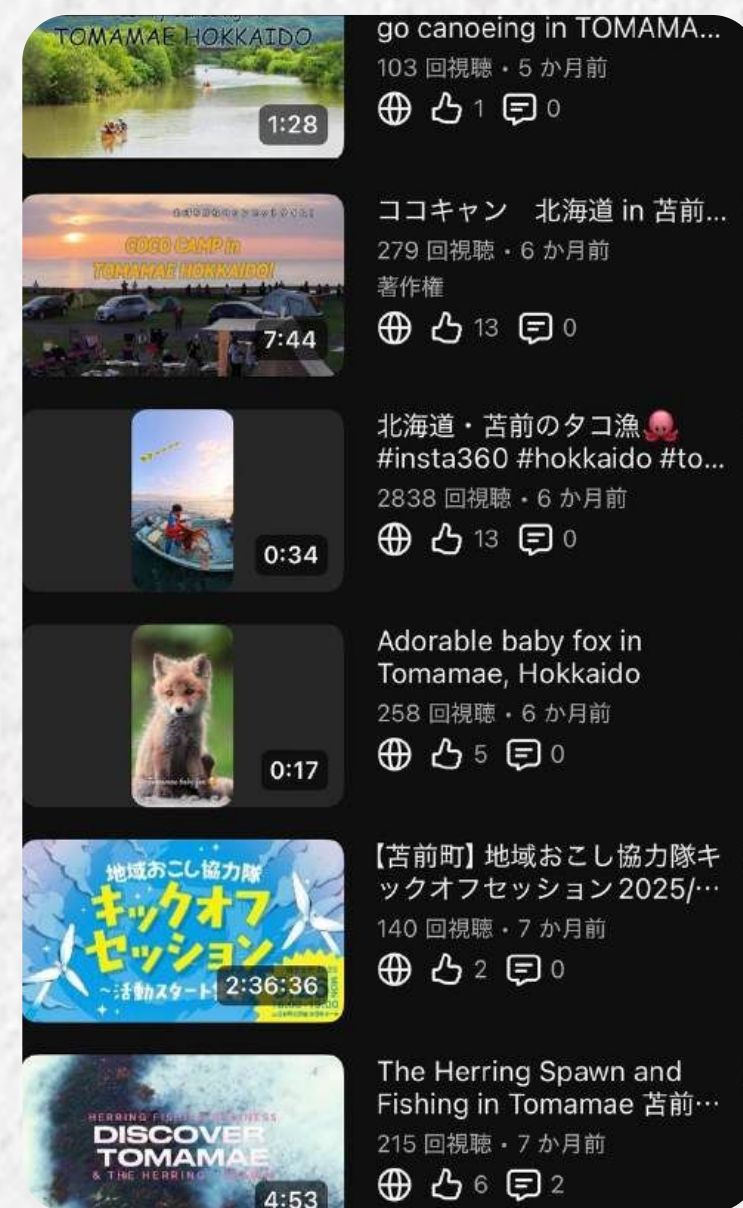 TOMAMAE HOKKAIDO
1:28
go canoeing in TOMAMA...
103 回視聴・5 か月前
1 0
COCO CAMP in
TOMAMAE HOKKAIDO!
7:44
ココキャン 北海道 in 苫前...
279 回視聴・6 か月前
著作権
13 0
0:34
北海道・苫前のタコ漁🐙
#insta360 #hokkaido #to...
2838 回視聴・6 か月前
13 0
0:17
Adorable baby fox in
Tomamae, Hokkaido
258 回視聴・6 か月前
5 0
地域おこし協力隊
キックオフ
セッション
~活動スタート
2:36:36
【苫前町】地域おこし協力隊キ
ックオフセッション2025/…
140 回視聴・7 か月前
2 0
DISCOVER
TOMAMAE
& THE HERRING
4:53
The Herring Spawn and
Fishing in Tomamae 苫前…
215 回視聴・7 か月前
6 2